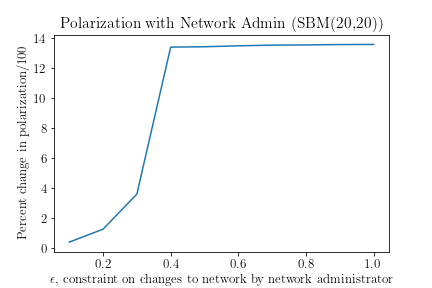 Polarization with Network Admin (SBM(20,20))
Percent change in polarization/100
14
12
10
8
6
4
2
0
0.2 0.4 0.6 0.8 1.0
ϵ, constraint on changes to network by network administrator